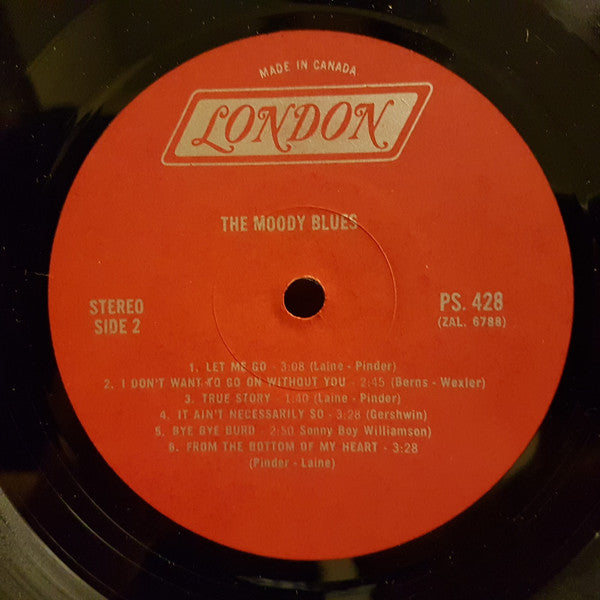 MADE IN CANADA
LONDON
THE MOODY BLUES
STEREO
SIDE 2
PS. 428
(ZAL. 6788)
1. LET ME GO - 3:08 (Laine - Pinder)
2. I DON'T WANT TO GO ON WITHOUT YOU - 2:45 (Berns - Wexler)
3. TRUE STORY - 1:40 (Laine - Pinder)
4. IT AIN'T NECESSARILY SO - 3:28 (Gershwin)
5. BYE BYE BURD - 2:50 Sonny Boy Williamson)
6. FROM THE BOTTOM OF MY HEART - 3:28
(Pinder - Laine)